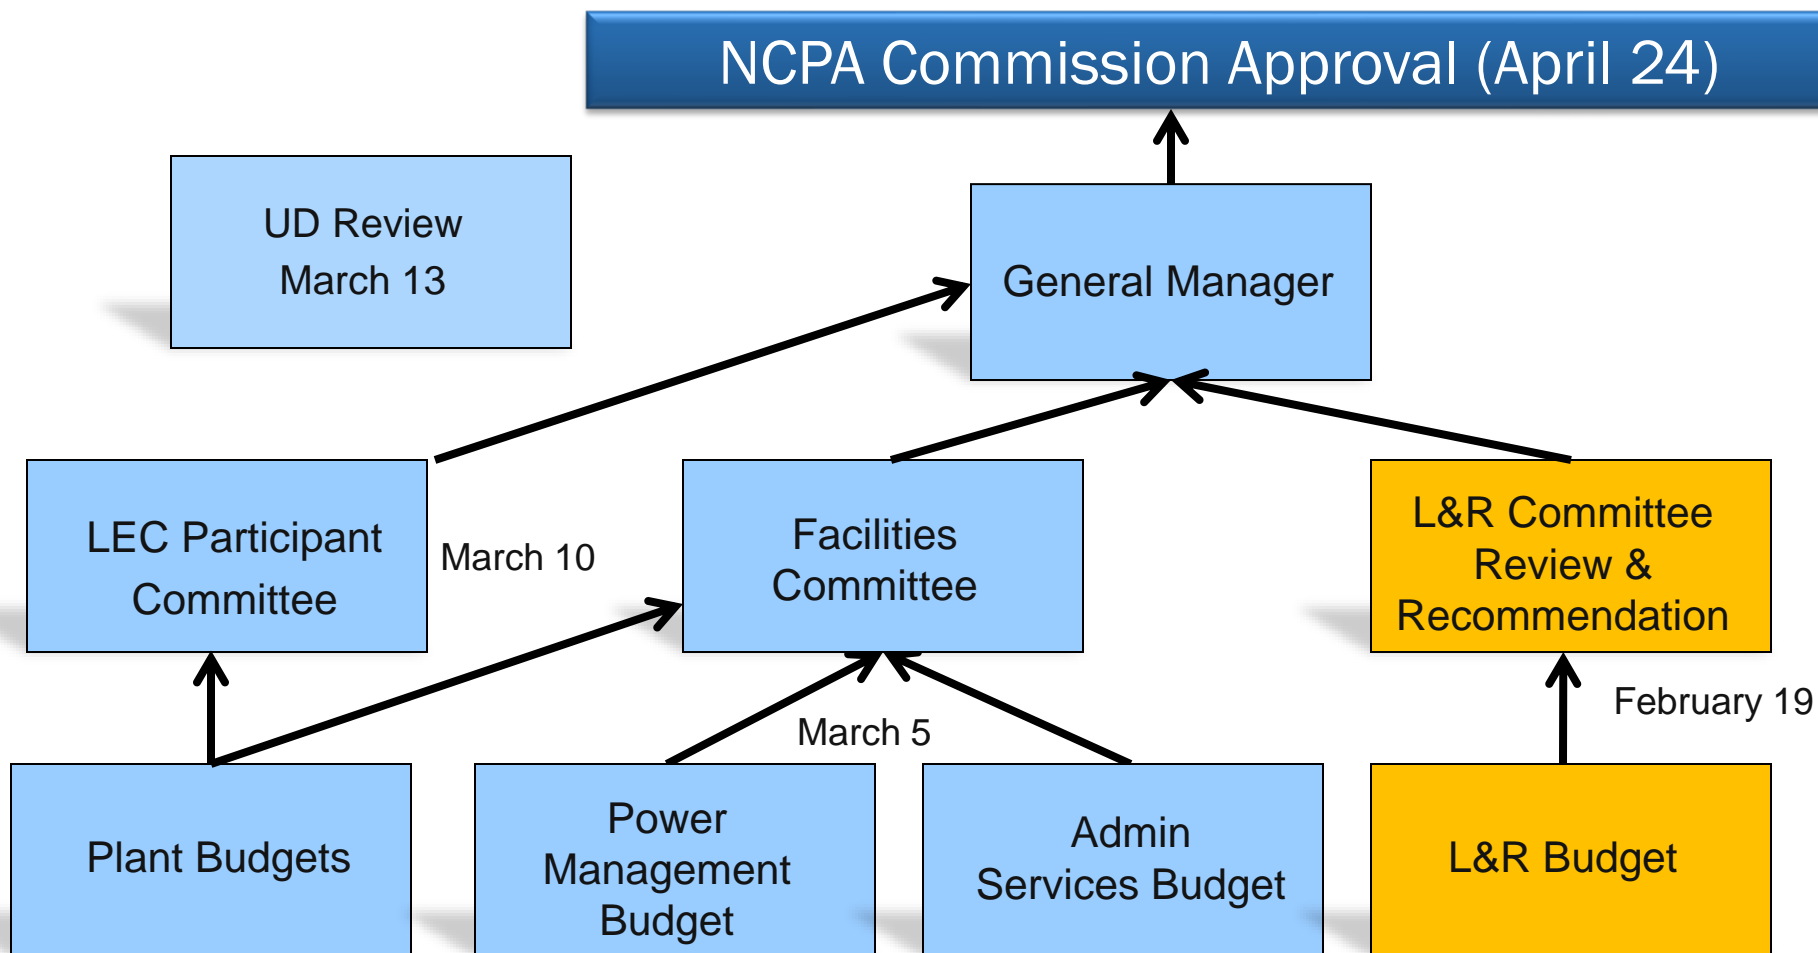 NCPA Commission Approval (April 24)
UD Review
March 13
General Manager
LEC Participant
Committee
March 10
Facilities
Committee
L&R Committee
Review &
Recommendation
March 5
February 19
Plant Budgets
Power
Management
Budget
Admin
Services Budget
L&R Budget